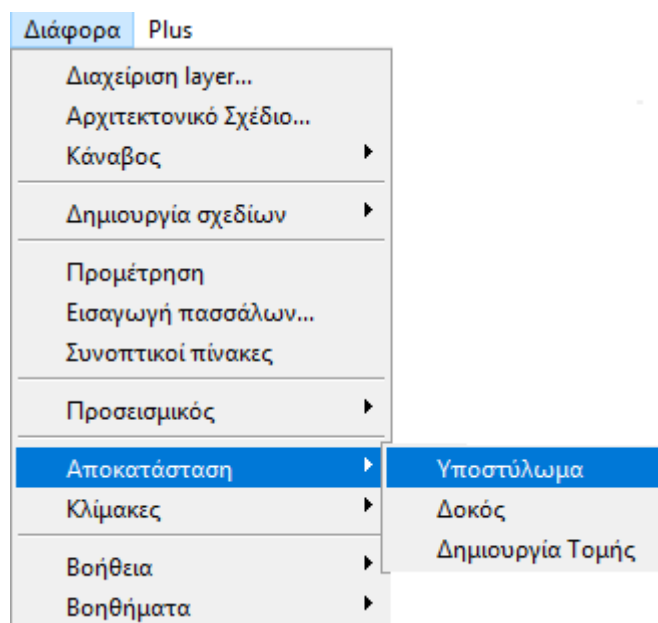 Διάφορα Plus
Διαχείριση layer...
Αρχιτεκτονικό Σχέδιο...
Κάναβος
Δημιουργία σχεδίων
Προμέτρηση
Εισαγωγή πασσάλων...
Συνοπτικοί πίνακες
Προσεισμικός
Αποκατάσταση Υποστύλωμα
Κλίμακες Δοκός
Δημιουργία Τομής
Βοήθεια
Βοηθήματα